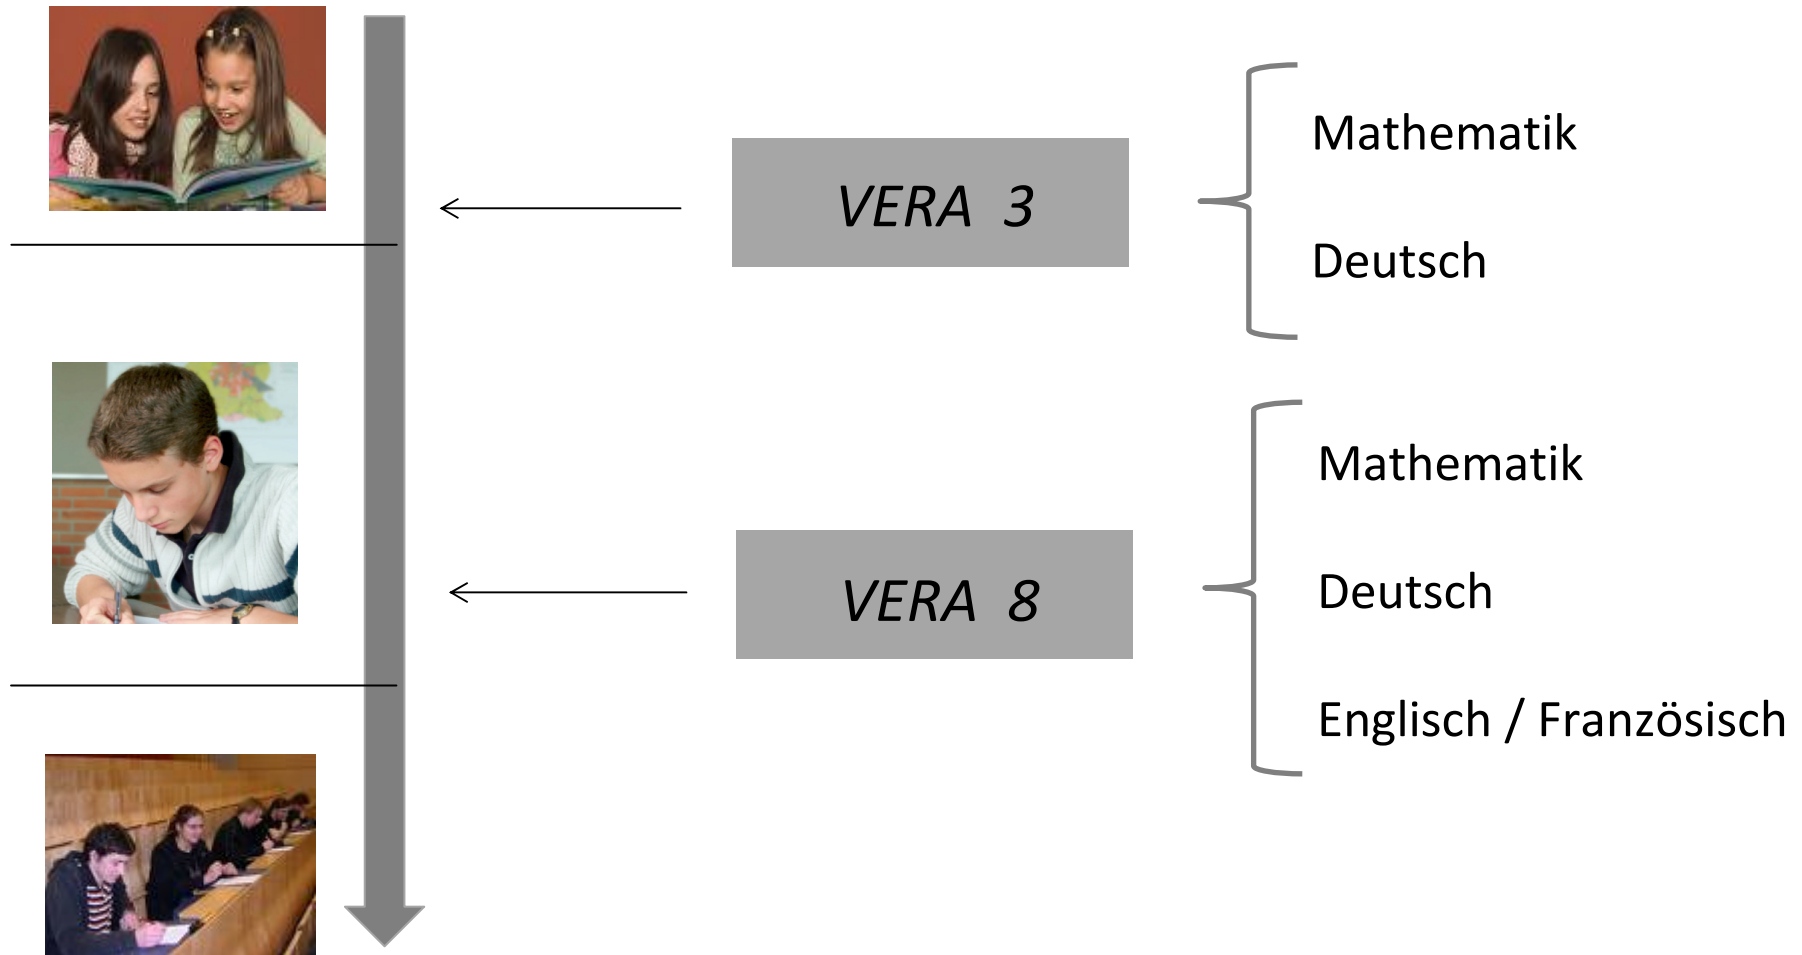 VERA 3
Mathematik
Deutsch
VERA 8
Mathematik
Deutsch
Englisch / Französisch